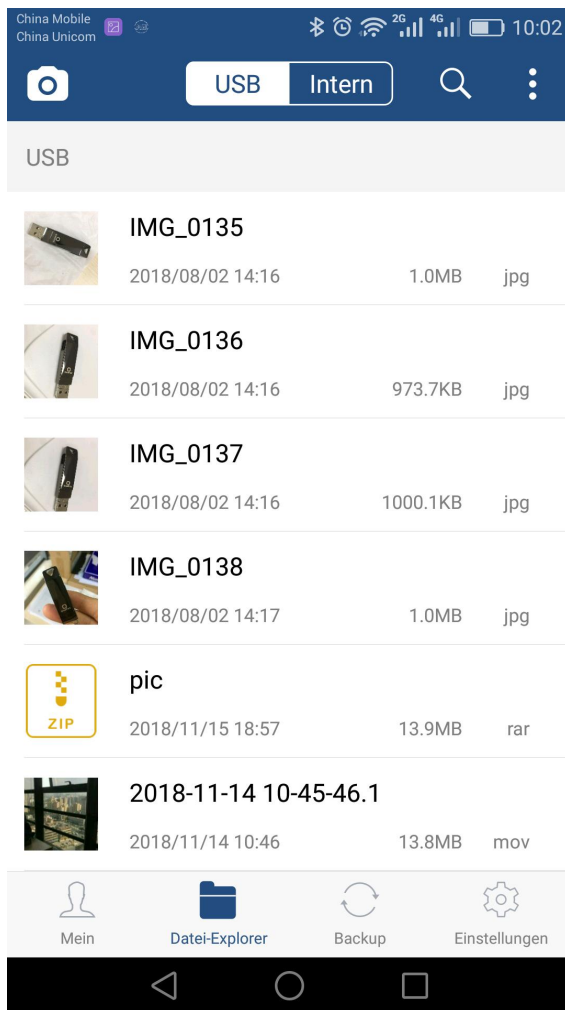 China Mobile
China Unicom
2G 4G 10:02
USB Intern
USB
IMG_0135
2018/08/02 14:16 1.0MB jpg
IMG_0136
2018/08/02 14:16 973.7KB jpg
IMG_0137
2018/08/02 14:16 1000.1KB jpg
IMG_0138
2018/08/02 14:17 1.0MB jpg
pic
ZIP
2018/11/15 18:57 13.9MB rar
2018-11-14 10-45-46.1
2018/11/14 10:46 13.8MB mov
Mein Datei-Explorer Backup Einstellungen